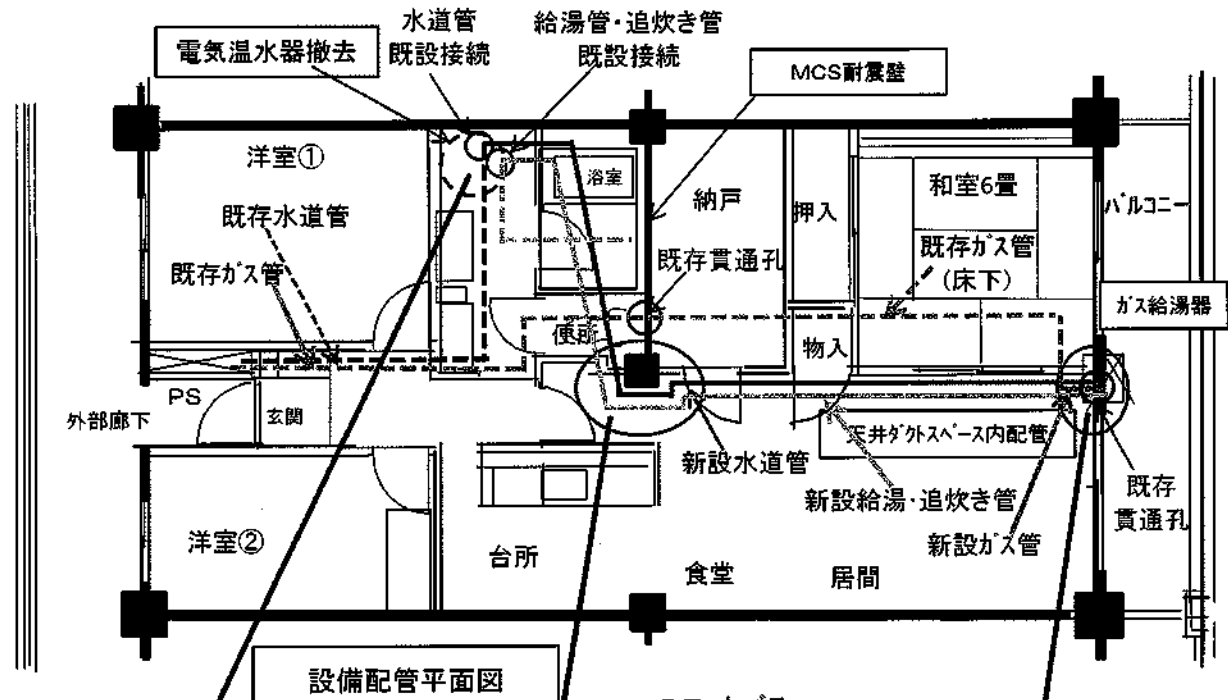 水道管
既設接続
給湯管・追炊き管
既設接続
電気温水器撤去
MCS耐震壁
洋室①
浴室
納戸
押入
和室6畳
バルコニー
既存水道管
既存ガス管
既存貫通孔
既存ガス管
(床下)
ガス給湯器
便所
物入
PS
玄関
外部廊下
天井ダクトスペース内配管
新設水道管
新設給湯・追炊き管
既存
貫通孔
新設ガス管
洋室②
台所
食堂
居間
設備配管平面図